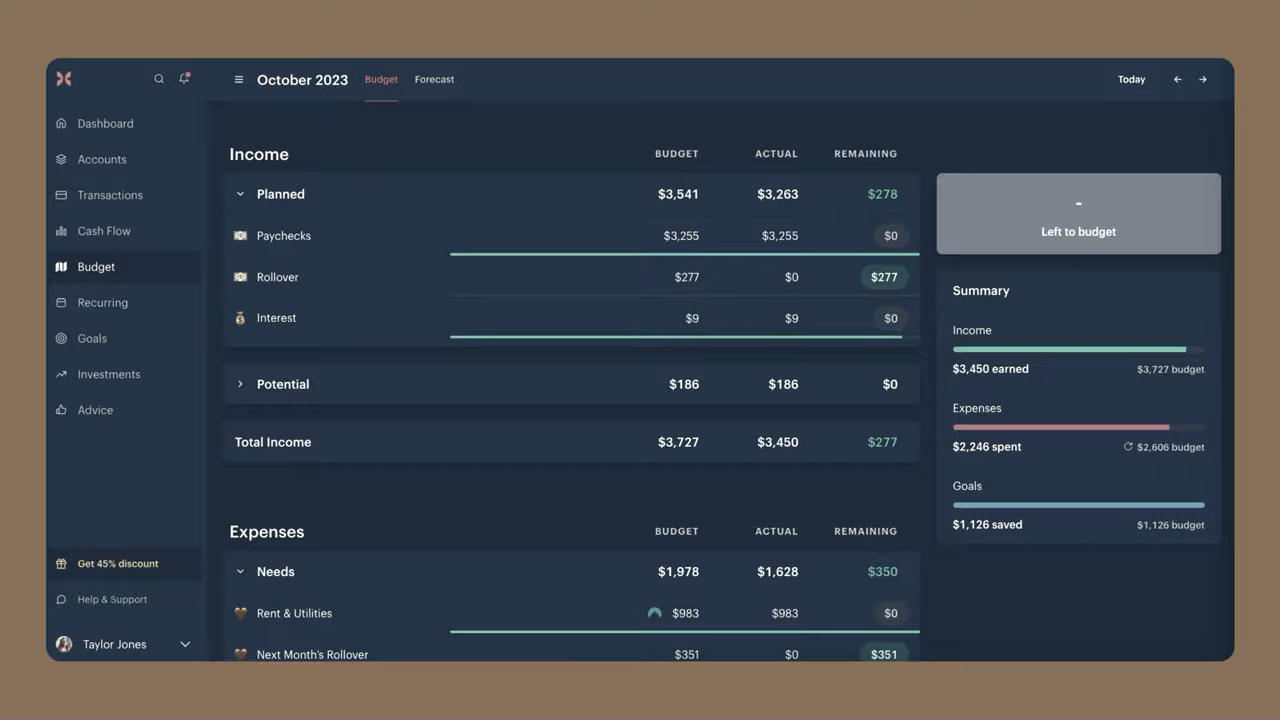 October 2023 Budget Forecast Today
Dashboard
Accounts
Transactions
Cash Flow
Budget
Recurring
Goals
Investments
Advice
Get 45% discount
Help & Support
Taylor Jones
Income BUDGET ACTUAL REMAINING
Planned $3,541 $3,263 $278
Paychecks $3,255 $3,255 $0
Rollover $277 $0 $277
Interest $9 $9 $0
Potential $186 $186 $0
Total Income $3,727 $3,450 $277
Expenses BUDGET ACTUAL REMAINING
Needs $1,978 $1,628 $350
Rent & Utilities $983 $983 $0
Next Month's Rollover $351 $0 $351
-
Left to budget
Summary
Income
$3,450 earned $3,727 budget
Expenses
$2,246 spent $2,606 budget
Goals
$1,126 saved $1,126 budget